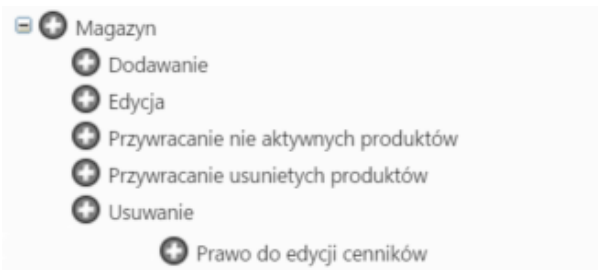 Magazyn
Dodawanie
Edycja
Przywracanie nie aktywnych produktów
Przywracanie usunietych produktów
Usuwanie
Prawo do edycji cenników